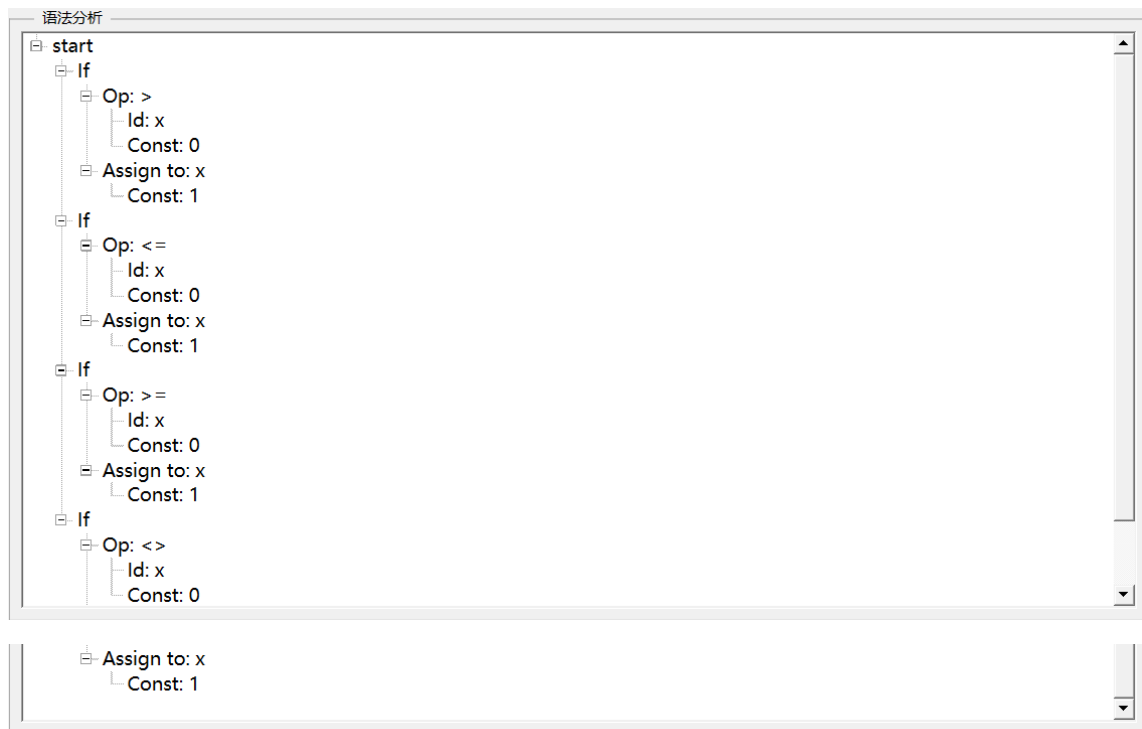 语法分析
start
If
Op: >
Id: x
Const: 0
Assign to: x
Const: 1
If
Op: <=
Id: x
Const: 0
Assign to: x
Const: 1
If
Op: >=
Id: x
Const: 0
Assign to: x
Const: 1
If
Op: <>
Id: x
Const: 0
Assign to: x
Const: 1